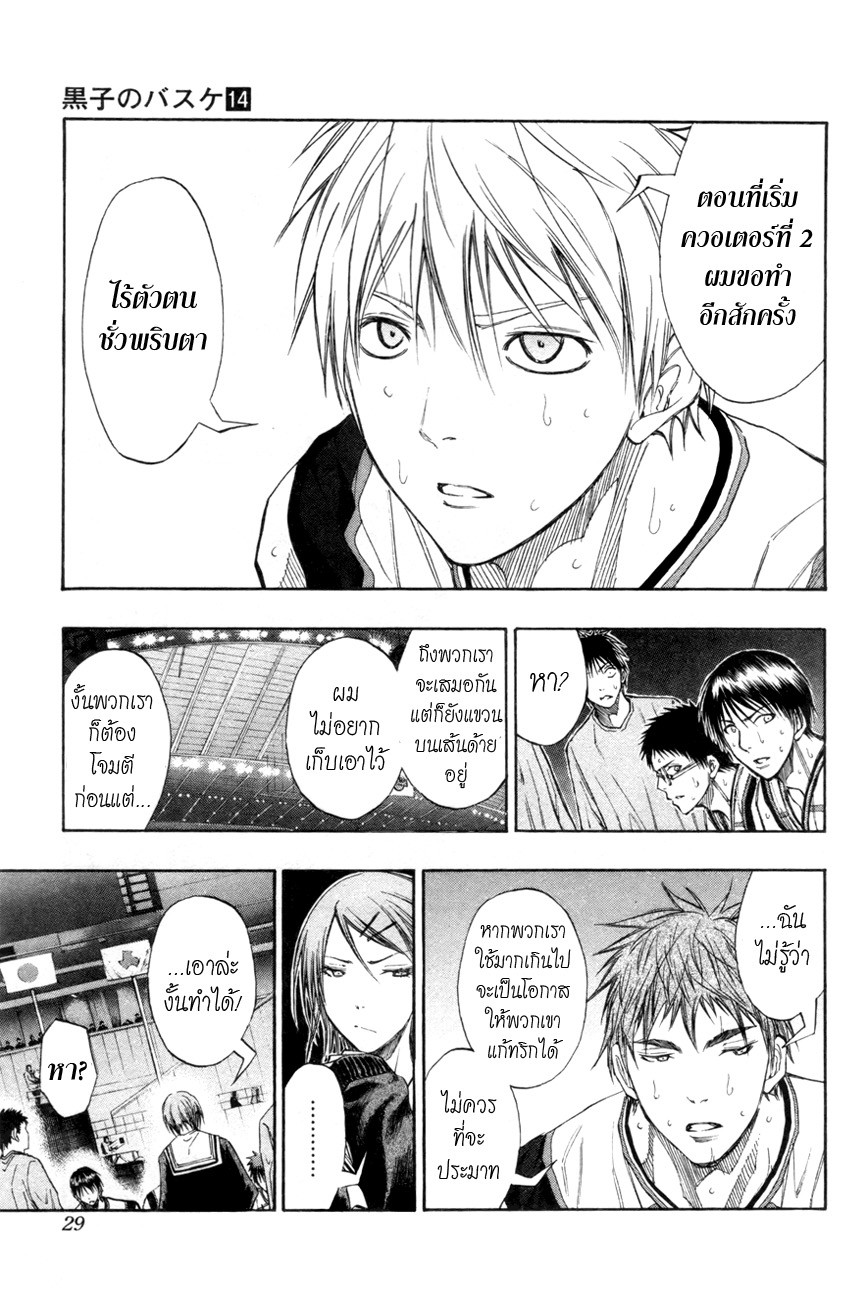 黒子のバスケ14
ตอนที่เริ่ม
ควอเตอร์ที่ 2
ผมขอทำ
อีกสักครั้ง
ไร้ตัวตน
ชั่วพริบตา
หา?
ถึงพวกเรา
จะเสมอกัน
แต่ก็ยังแขวน
บนเส้นด้าย
อยู่
ผม
ไม่อยาก
เก็บเอาไว้
งั้นพวกเรา
ก็ต้อง
โจมตี
ก่อนแต่...
...ฉัน
ไม่รู้ว่า
หากพวกเรา
ใช้มากเกินไป
จะเป็นโอกาส
ให้พวกเขา
แก้ทริกได้
ไม่ควร
ที่จะ
ประมาท
........
...เอาล่ะ
งั้นทำได้!
หา?
29